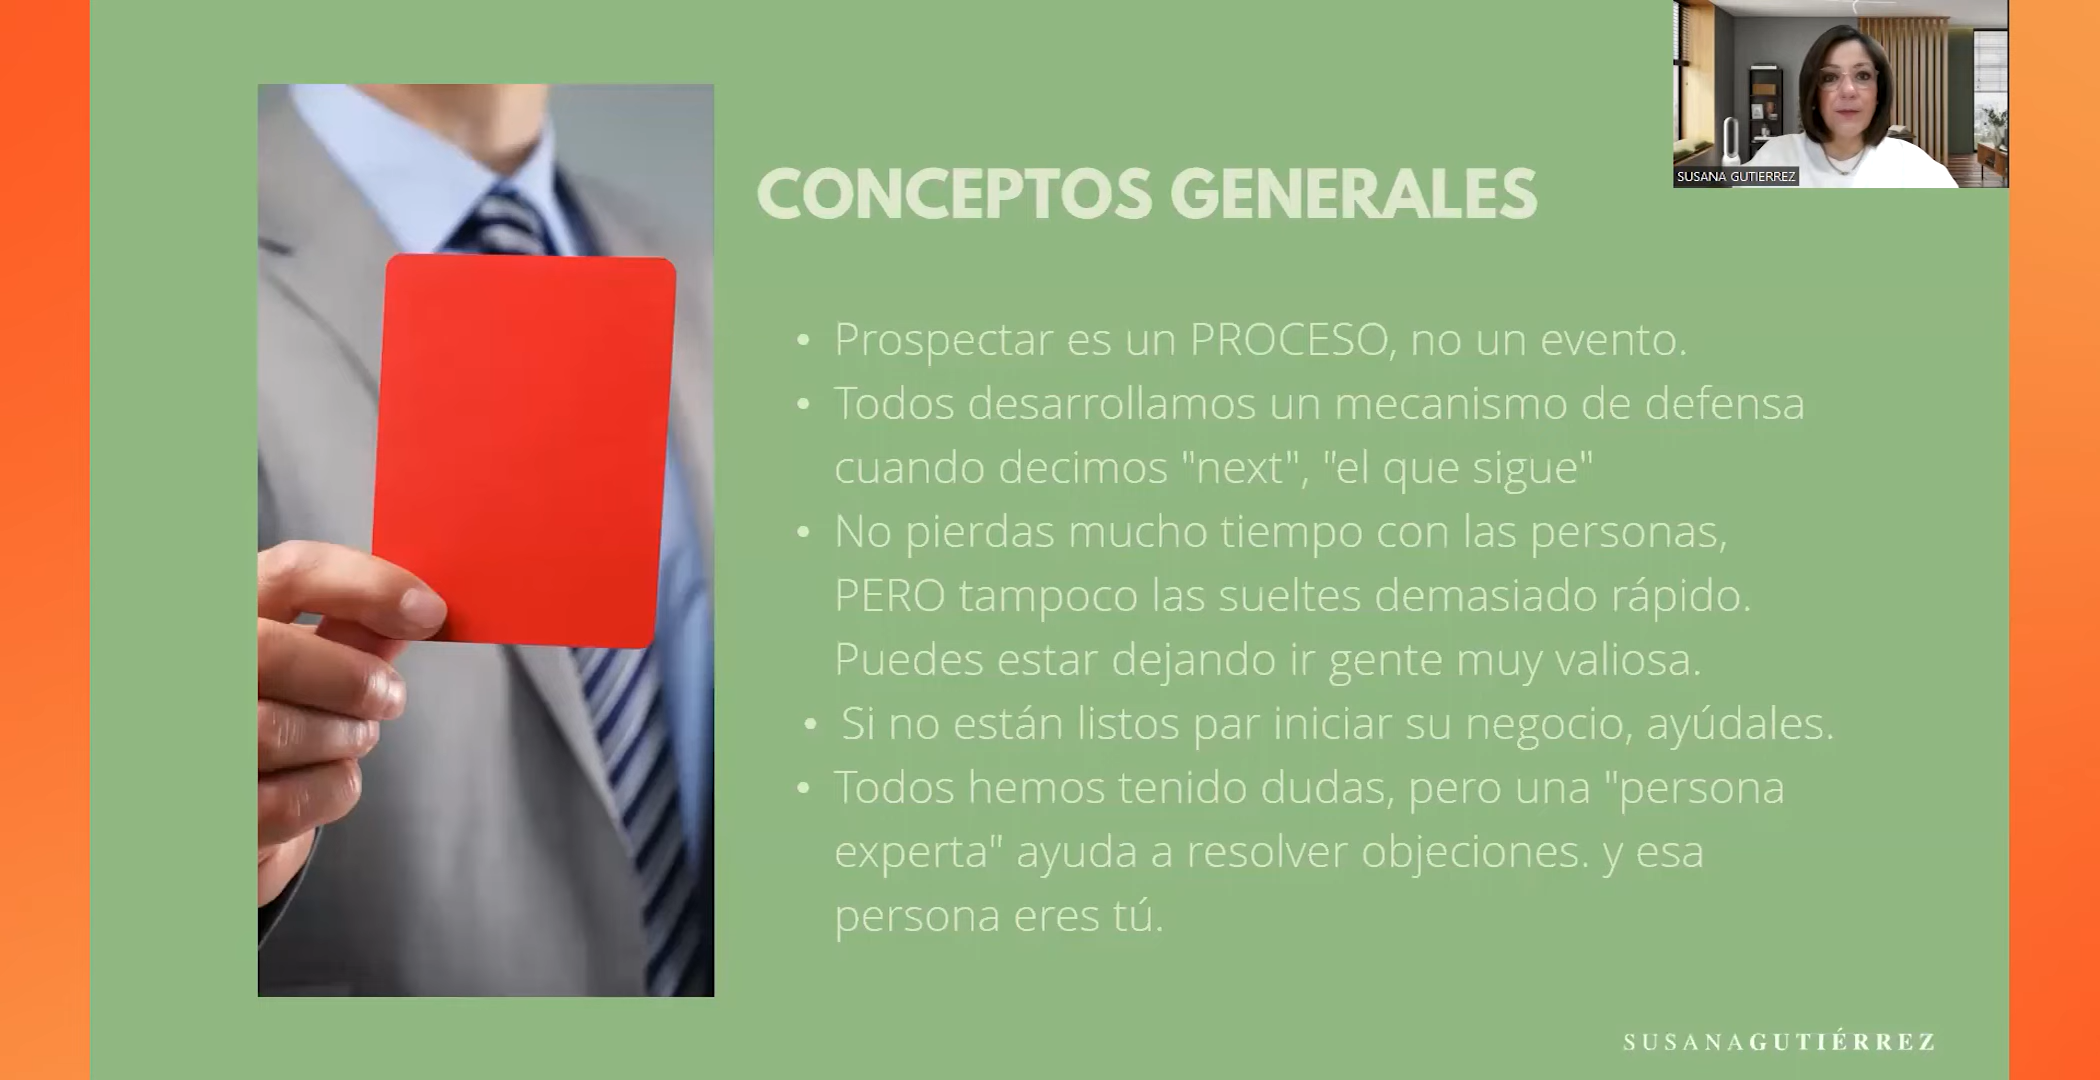 SUSANA GUTIERREZ
CONCEPTOS GENERALES
• Prospectar es un PROCESO, no un evento.
• Todos desarrollamos un mecanismo de defensa
cuando decimos "next", "el que sigue"
• No pierdas mucho tiempo con las personas,
PERO tampoco las sueltes demasiado rápido.
Puedes estar dejando ir gente muy valiosa.
• Si no están listos par iniciar su negocio, ayúdales.
• Todos hemos tenido dudas, pero una "persona
experta" ayuda a resolver objeciones. y esa
persona eres tú.
SUSANAGUTIÉRREZ